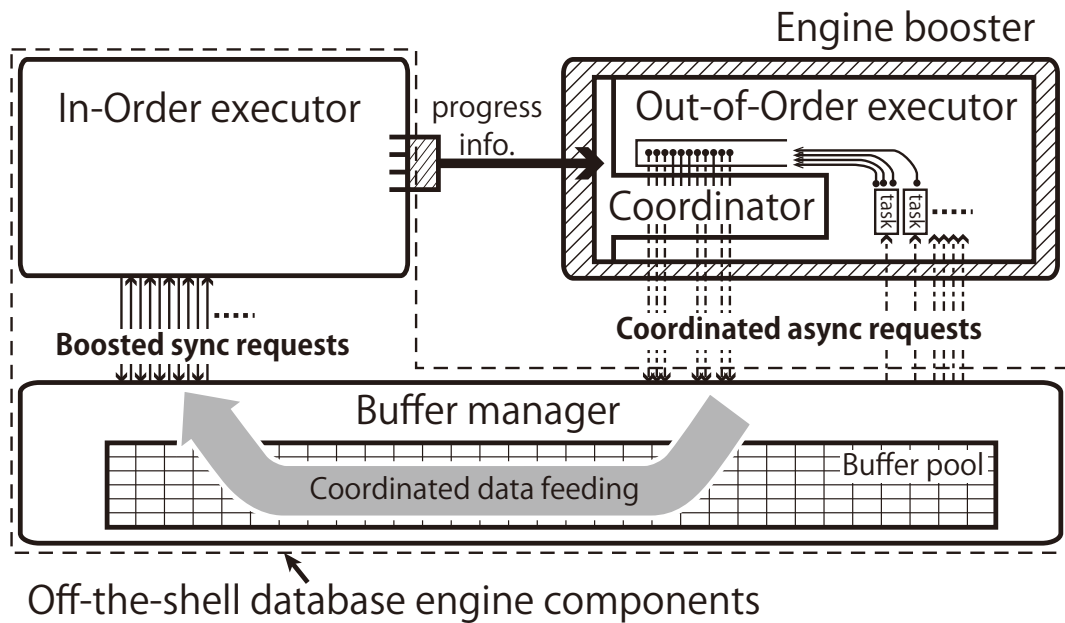 Engine booster
In-Order executor
progress
info.
Out-of-Order executor
Coordinator
task
task
Boosted sync requests
Coordinated async requests
Buffer manager
Buffer pool
Coordinated data feeding
Off-the-shell database engine components